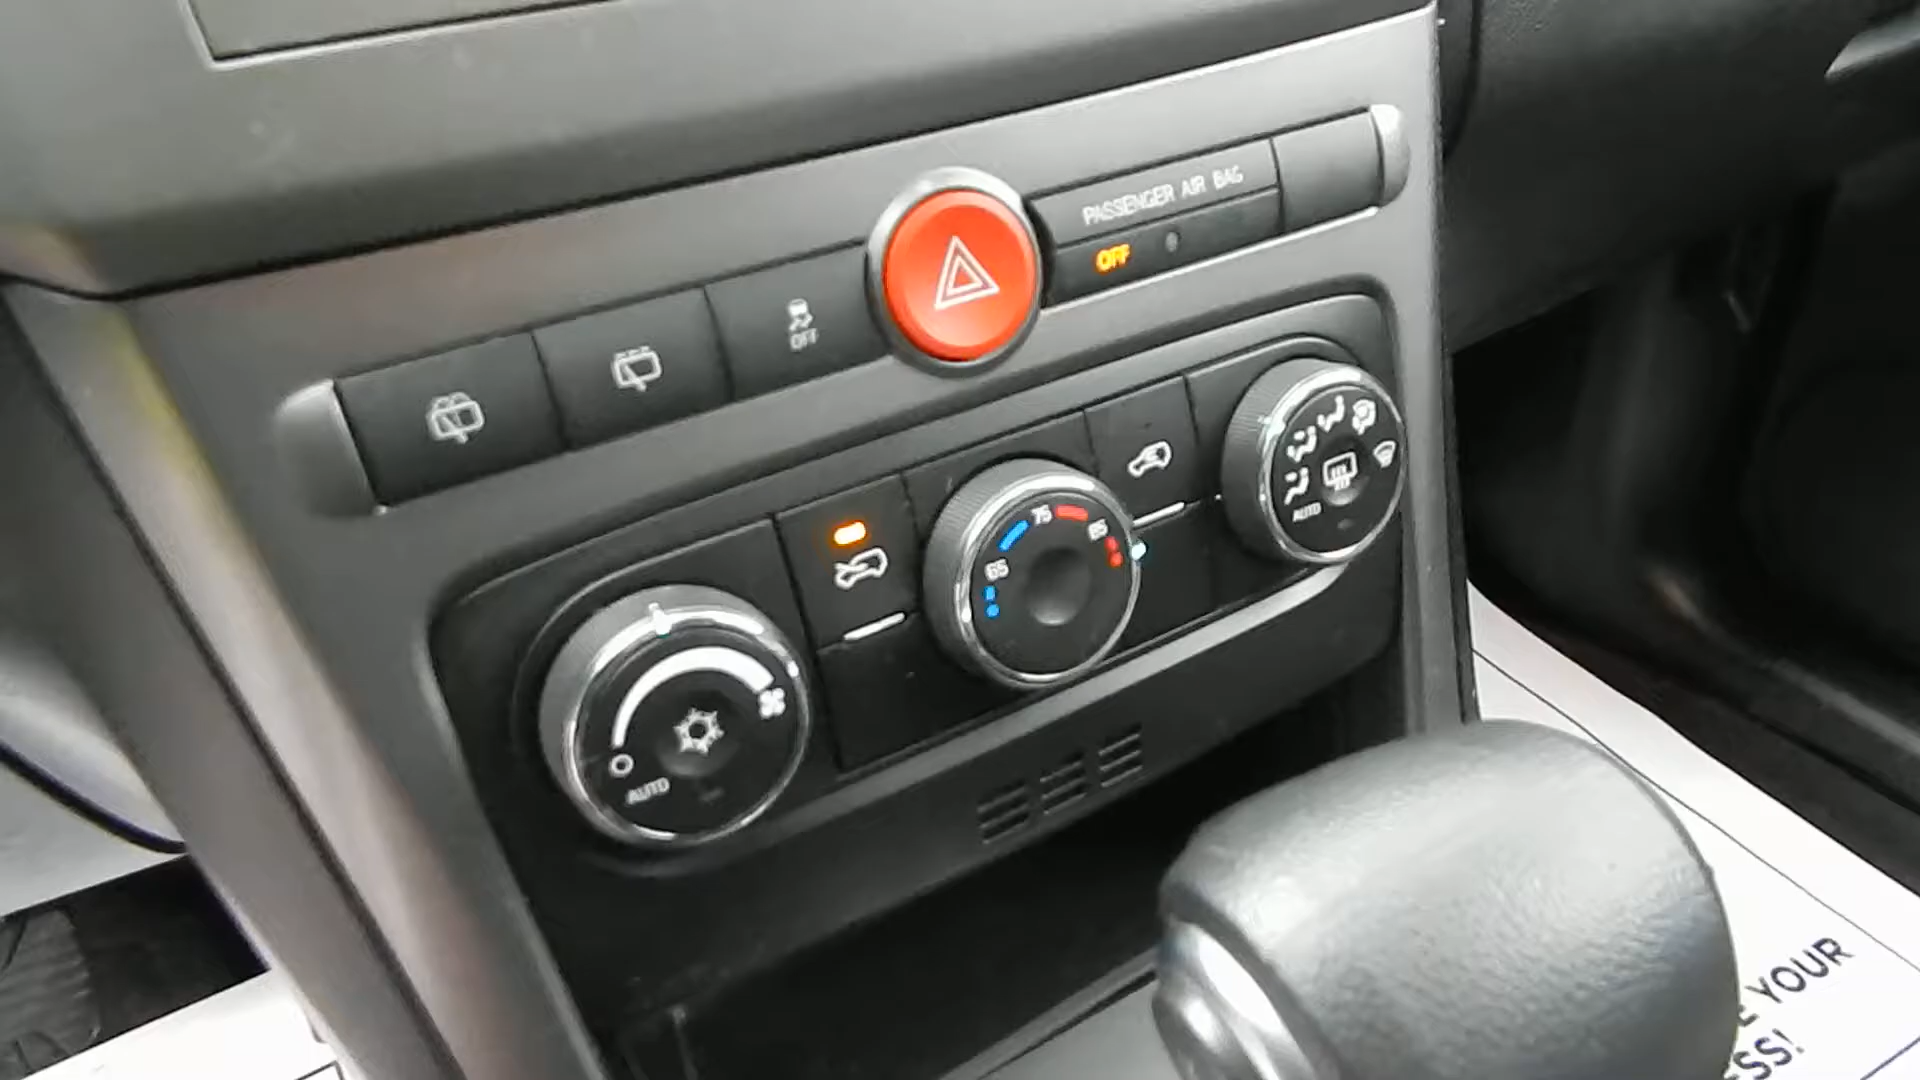 PASSENGER AIR BAG
OFF
OFF
75
85
65
AUTO
AUTO
YOUR
SS!